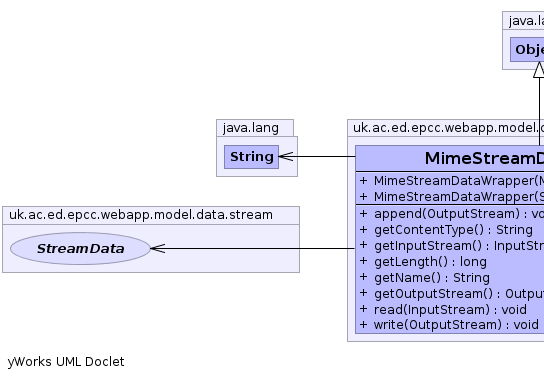 java.la
Obje
java.lang
String
uk.ac.ed.epcc.webapp.model.d
MimeStreamD
+ MimeStreamDataWrapper(M
+ MimeStreamDataWrapper(S
+ append(OutputStream) : vo
+ getContentType() : String
+ getInputStream() : InputStr
+ getLength() : long
+ getName() : String
+ getOutputStream() : Output
+ read(InputStream) : void
+ write(OutputStream) : void
uk.ac.ed.epcc.webapp.model.data.stream
StreamData
yWorks UML Doclet